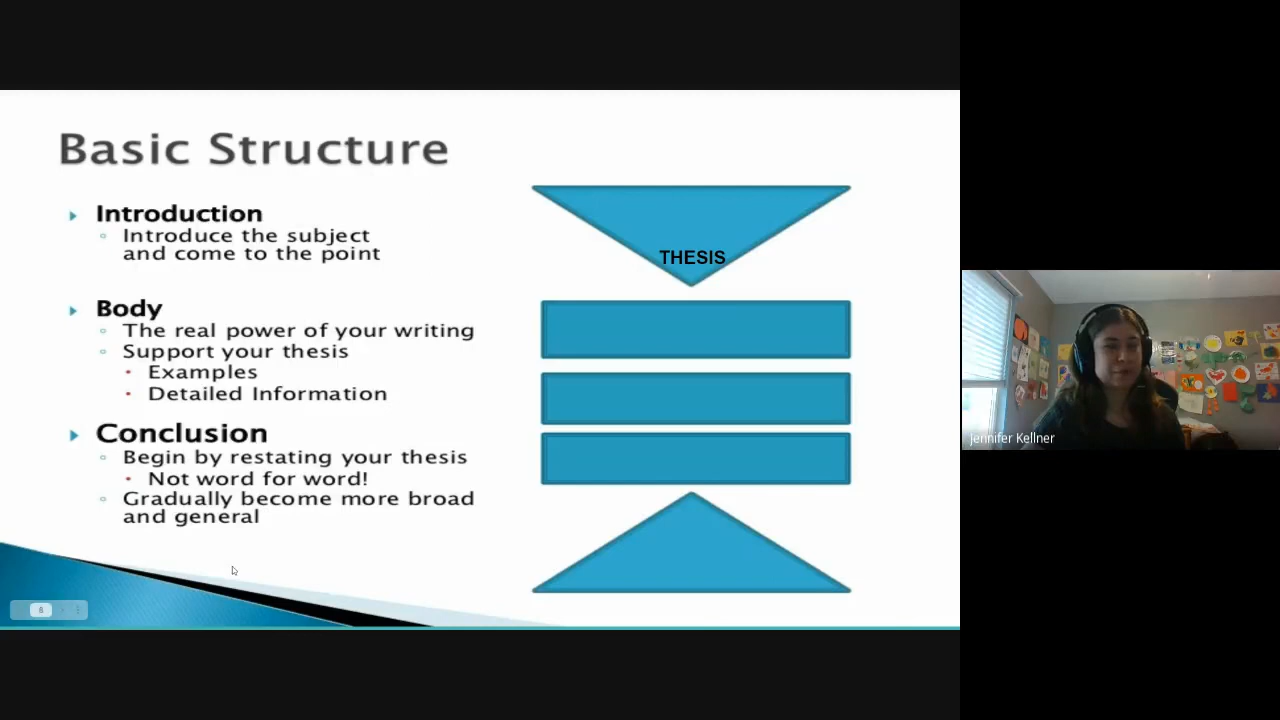 Basic Structure
Introduction
Introduce the subject
and come to the point
Body
The real power of your writing
Support your thesis
Examples
Detailed Information
Conclusion
Begin by restating your thesis
Not word for word!
Gradually become more broad
and general
THESIS
8
Jennifer Kellner